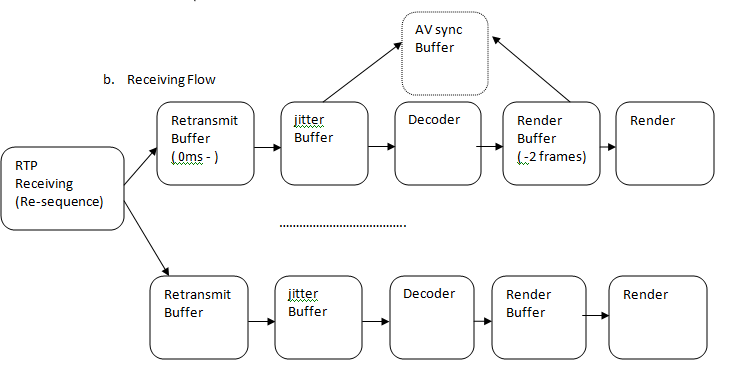 AV sync
Buffer
b. Receiving Flow
Retransmit
Buffer
( 0ms - )
jitter
Buffer
Decoder
Render
Buffer
(-2 frames)
Render
RTP
Receiving
(Re-sequence)
Retransmit
Buffer
jitter
Buffer
Decoder
Render
Buffer
Render